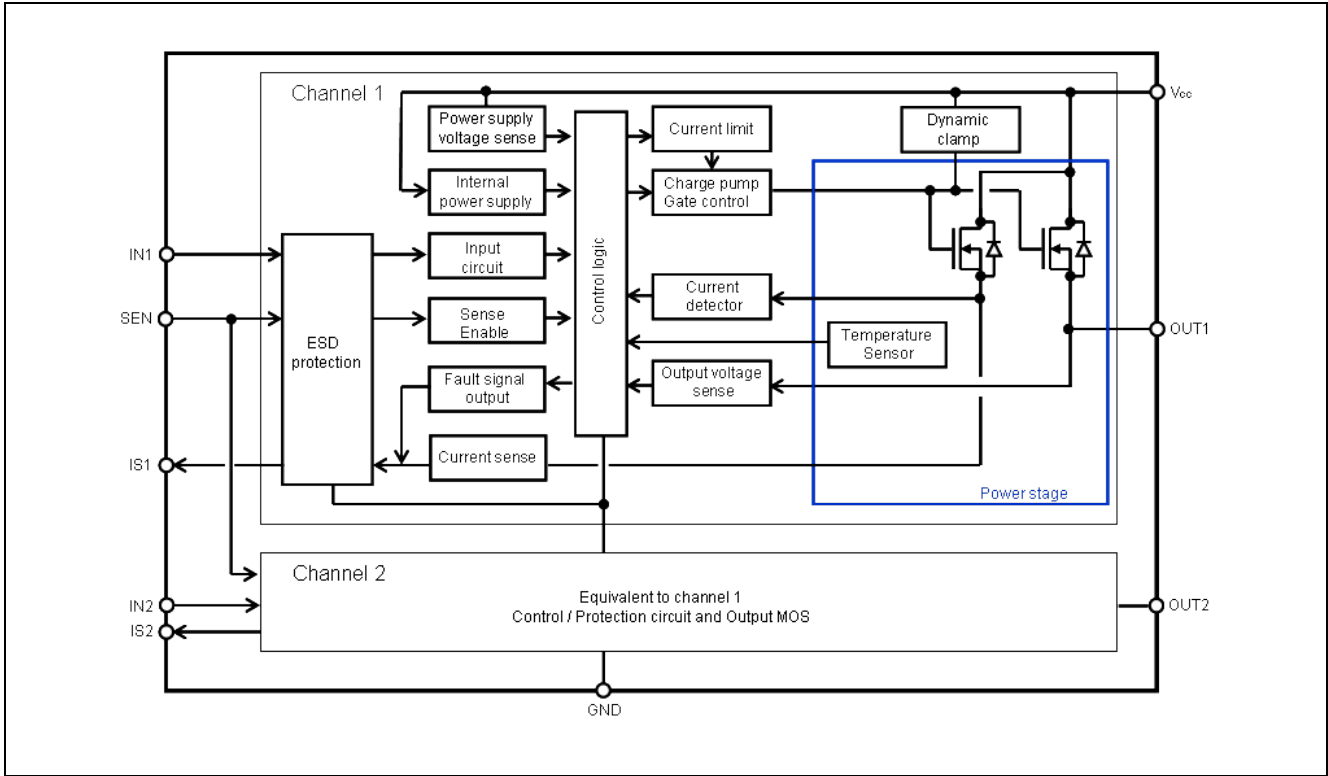 Channel 1
Vcc
Power supply
voltage sense
Current limit
Dynamic
clamp
Internal
power supply
Charge pump
Gate control
IN1
Input
circuit
Control logic
SEN
Sense
Enable
Current
detector
OUT1
ESD
protection
Temperature
Sensor
Fault signal
output
Output voltage
sense
IS1
Current sense
Power stage
Channel 2
Equivalent to channel 1
Control / Protection circuit and Output MOS
IN2
OUT2
IS2
GND